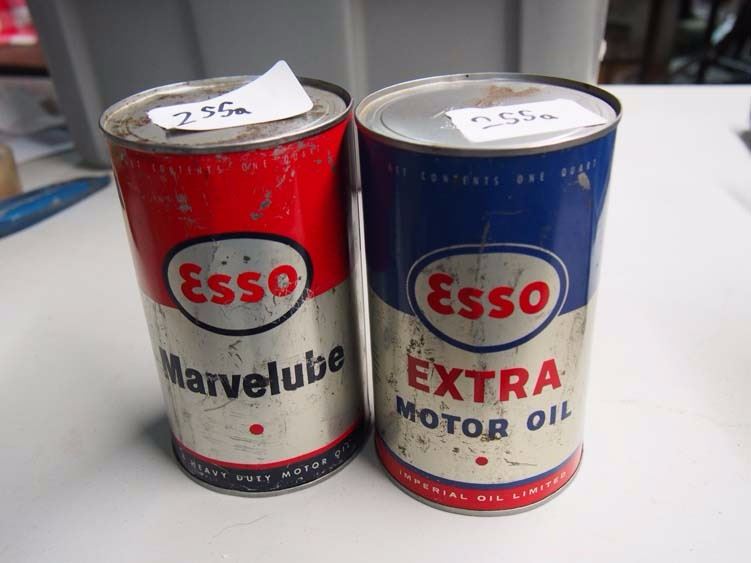 255a
NET CONTENTS ONE QUART
Esso
Marvelube
HEAVY DUTY MOTOR OIL
255a
NET CONTENTS ONE QUART
Esso
EXTRA
MOTOR OIL
IMPERIAL OIL LIMITED